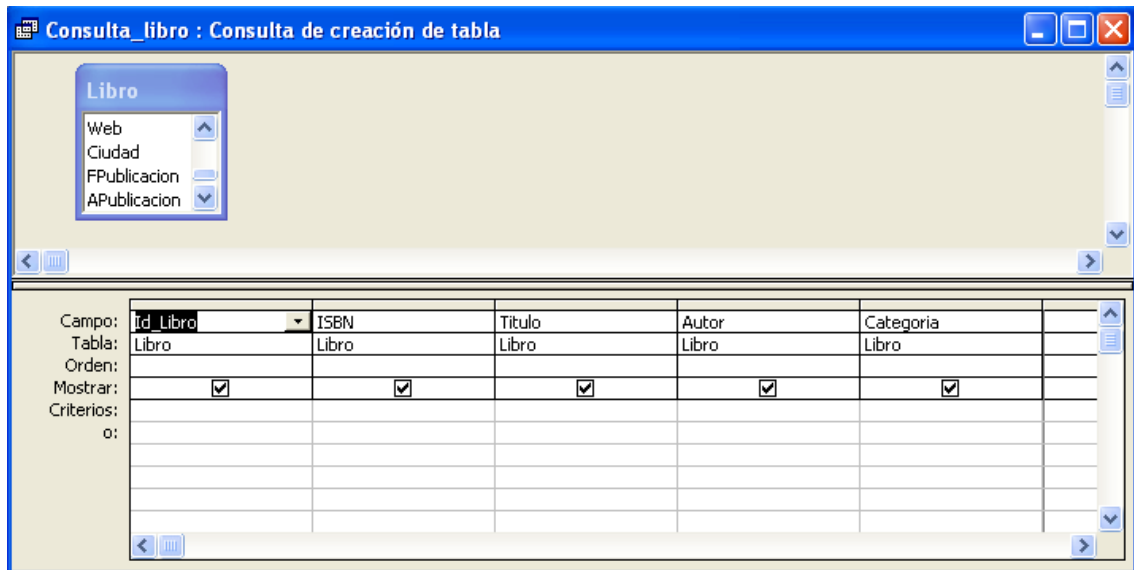 Consulta_libro : Consulta de creación de tabla
Libro
Web
Ciudad
FPublicacion
APublicacion
Campo: Id_Libro ISBN Titulo Autor Categoria
Tabla: Libro Libro Libro Libro Libro
Orden:
Mostrar:
Criterios:
o: